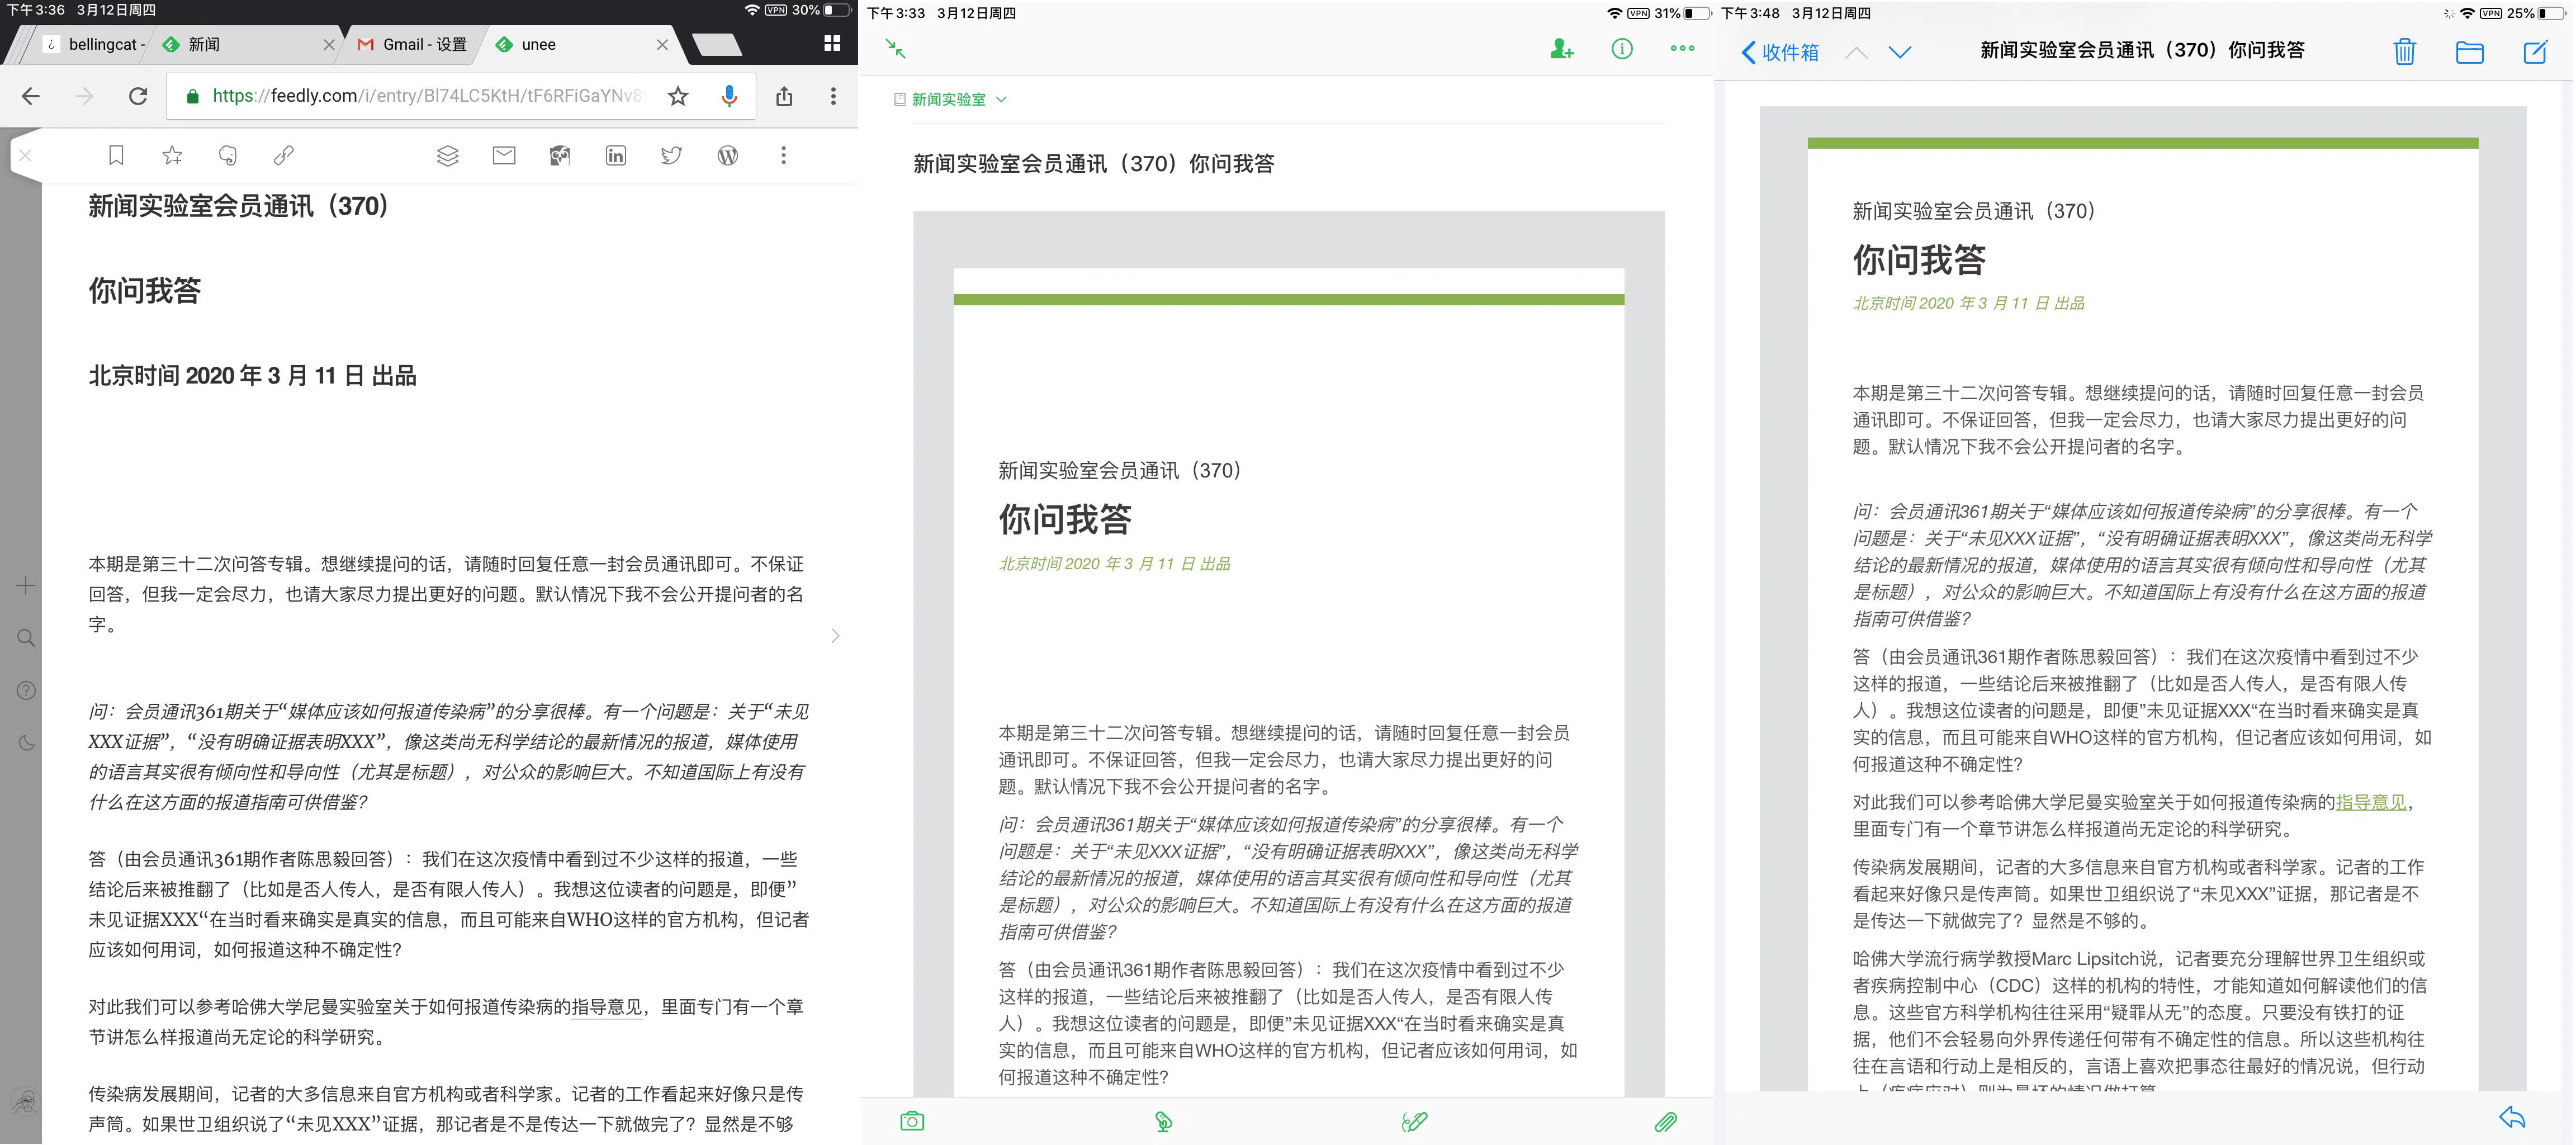 下午3:36 3月12日周四
VPN 30%
bellingcat -
新闻
Gmail - 设置
unee
https://feedly.com/i/entry/Bl74LC5KtH/tF6RFiGaYNv8
新闻实验室会员通讯（370）
你问我答
北京时间 2020 年 3 月 11 日 出品
本期是第三十二次问答专辑。想继续提问的话，请随时回复任意一封会员通讯即可。不保证
回答，但我一定会尽力，也请大家尽力提出更好的问题。默认情况下我不会公开提问者的名
字。
问：会员通讯361期关于“媒体应该如何报道传染病”的分享很棒。有一个问题是：关于“未见
XXX证据”，“没有明确证据表明XXX”，像这类尚无科学结论的最新情况的报道，媒体使用
的语言其实很有倾向性和导向性（尤其是标题），对公众的影响巨大。不知道国际上有没有
什么在这方面的报道指南可供借鉴？
答（由会员通讯361期作者陈思毅回答）：我们在这次疫情中看到过不少这样的报道，一些
结论后来被推翻了（比如是否人传人，是否有限人传人）。我想这位读者的问题是，即便”
未见证据XXX“在当时看来确实是真实的信息，而且可能来自WHO这样的官方机构，但记者
应该如何用词，如何报道这种不确定性？
对此我们可以参考哈佛大学尼曼实验室关于如何报道传染病的指导意见，里面专门有一个章
节讲怎么样报道尚无定论的科学研究。
传染病发展期间，记者的大多信息来自官方机构或者科学家。记者的工作看起来好像只是传
声筒。如果世卫组织说了“未见XXX”证据，那记者是不是传达一下就做完了？显然是不够
下午3:33 3月12日周四
VPN 31%
新闻实验室
新闻实验室会员通讯（370）你问我答
新闻实验室会员通讯（370）
你问我答
北京时间 2020 年 3 月 11 日 出品
本期是第三十二次问答专辑。想继续提问的话，请随时回复任意一封会员
通讯即可。不保证回答，但我一定会尽力，也请大家尽力提出更好的问
题。默认情况下我不会公开提问者的名字。
问：会员通讯361期关于“媒体应该如何报道传染病”的分享很棒。有一个
问题是：关于“未见XXX证据”，“没有明确证据表明XXX”，像这类尚无科学
结论的最新情况的报道，媒体使用的语言其实很有倾向性和导向性（尤其
是标题），对公众的影响巨大。不知道国际上有没有什么在这方面的报道
指南可供借鉴？
答（由会员通讯361期作者陈思毅回答）：我们在这次疫情中看到过不少
这样的报道，一些结论后来被推翻了（比如是否人传人，是否有限人传
人）。我想这位读者的问题是，即便”未见证据XXX“在当时看来确实是真
实的信息，而且可能来自WHO这样的官方机构，但记者应该如何用词，如
何报道这种不确定性？
下午3:48 3月12日周四
VPN 25%
收件箱
新闻实验室会员通讯（370）你问我答
新闻实验室会员通讯（370）
你问我答
北京时间 2020 年 3 月 11 日 出品
本期是第三十二次问答专辑。想继续提问的话，请随时回复任意一封会员
通讯即可。不保证回答，但我一定会尽力，也请大家尽力提出更好的问
题。默认情况下我不会公开提问者的名字。
问：会员通讯361期关于“媒体应该如何报道传染病”的分享很棒。有一个
问题是：关于“未见XXX证据”，“没有明确证据表明XXX”，像这类尚无科学
结论的最新情况的报道，媒体使用的语言其实很有倾向性和导向性（尤其
是标题），对公众的影响巨大。不知道国际上有没有什么在这方面的报道
指南可供借鉴？
答（由会员通讯361期作者陈思毅回答）：我们在这次疫情中看到过不少
这样的报道，一些结论后来被推翻了（比如是否人传人，是否有限人传
人）。我想这位读者的问题是，即便”未见证据XXX“在当时看来确实是真
实的信息，而且可能来自WHO这样的官方机构，但记者应该如何用词，如
何报道这种不确定性？
对此我们可以参考哈佛大学尼曼实验室关于如何报道传染病的指导意见，
里面专门有一个章节讲怎么样报道尚无定论的科学研究。
传染病发展期间，记者的大多信息来自官方机构或者科学家。记者的工作
看起来好像只是传声筒。如果世卫组织说了“未见XXX”证据，那记者是不
是传达一下就做完了？显然是不够的。
哈佛大学流行病学教授Marc Lipsitch说，记者要充分理解世界卫生组织或
者疾病控制中心（CDC）这样的机构的特性，才能知道如何解读他们的信
息。这些官方科学机构往往采用“疑罪从无”的态度。只要没有铁打的证
据，他们不会轻易向外界传递任何带有不确定性的信息。所以这些机构往
往在言语和行动上是相反的，言语上喜欢把事态往最好的情况说，但行动